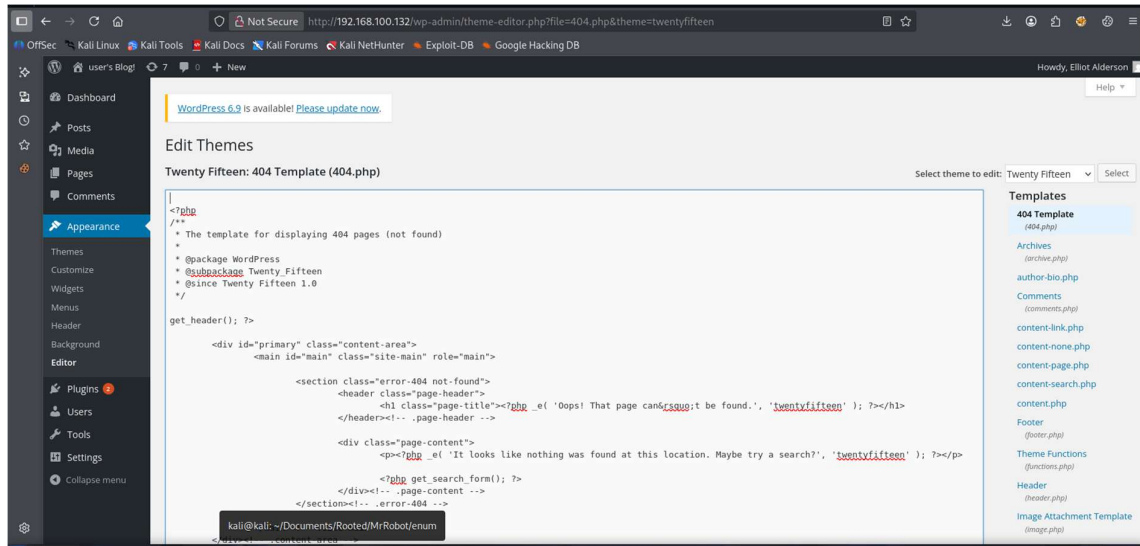 Not Secure http://192.168.100.132/wp-admin/theme-editor.php?file=404.php&theme=twentyfifteen
OffSec Kali Linux Kali Tools Kali Docs Kali Forums Kali NetHunter Exploit-DB Google Hacking DB
user's Blog! 7 0 + New Howdy, Elliot Alderson
Help
Dashboard
Posts
Media
Pages
Comments
Appearance
Themes
Customize
Widgets
Menus
Header
Background
Editor
Plugins 2
Users
Tools
Settings
Collapse menu
WordPress 6.9 is available! Please update now.
Edit Themes
Twenty Fifteen: 404 Template (404.php)
Select theme to edit: Twenty Fifteen Select
<?php
/**
* The template for displaying 404 pages (not found)
*
* @package WordPress
* @subpackage Twenty_Fifteen
* @since Twenty Fifteen 1.0
*/
get_header(); ?>
<div id="primary" class="content-area">
<main id="main" class="site-main" role="main">
<section class="error-404 not-found">
<header class="page-header">
<h1 class="page-title"><?php _e( 'Oops! That page can&rsquo;t be found.', 'twentyfifteen' ); ?></h1>
</header><!-- .page-header -->
<div class="page-content">
<p><?php _e( 'It looks like nothing was found at this location. Maybe try a search?', 'twentyfifteen' ); ?></p>
<?php get_search_form(); ?>
</div><!-- .page-content -->
</section><!-- .error-404 -->
kali@kali: ~/Documents/Rooted/MrRobot/enum
</div><!-- .content-area -->
Templates
404 Template
(404.php)
Archives
(archive.php)
author-bio.php
Comments
(comments.php)
content-link.php
content-none.php
content-page.php
content-search.php
content.php
Footer
(footer.php)
Theme Functions
(functions.php)
Header
(header.php)
Image Attachment Template
(image.php)